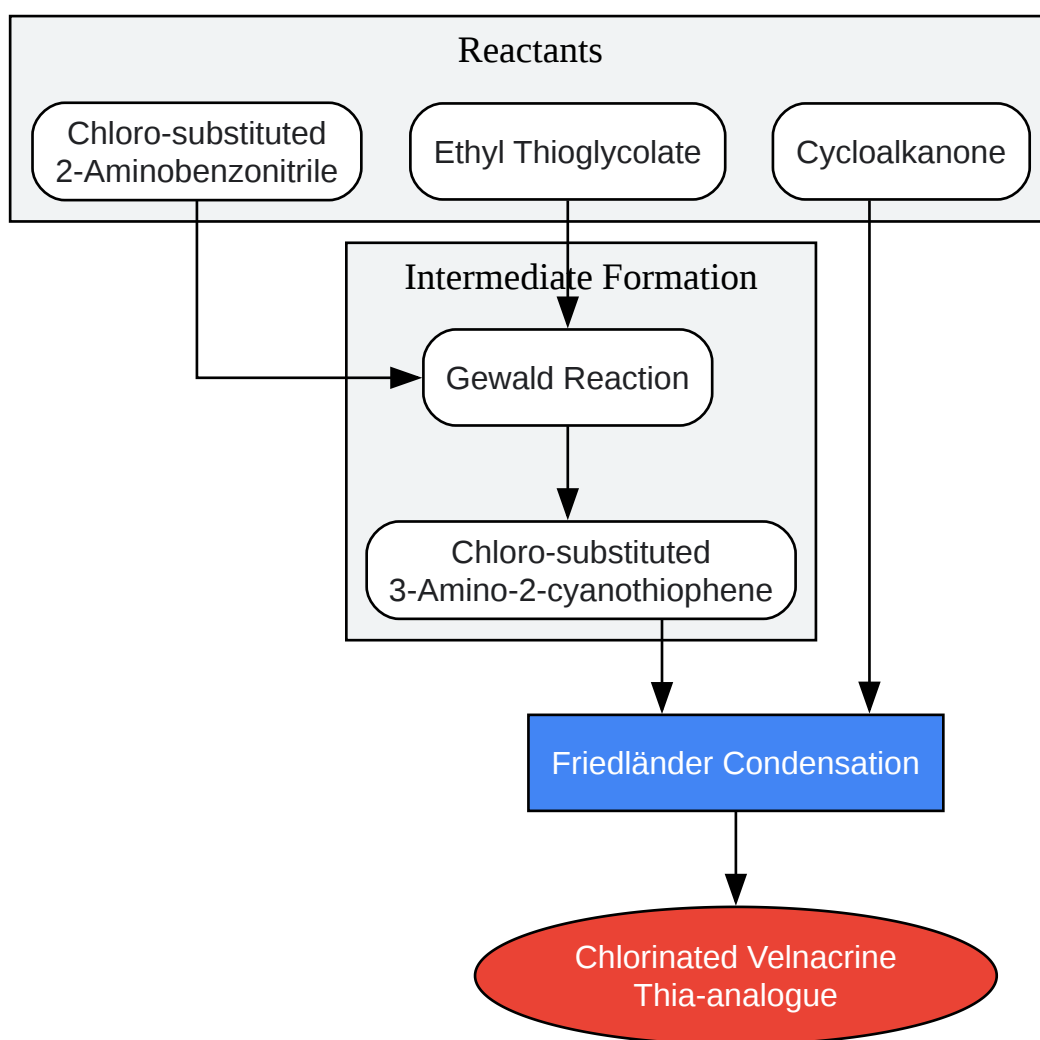 Reactants
Chloro-substituted
2-Aminobenzonitrile
Ethyl Thioglycolate
Cycloalkanone
Intermediate Formation
Gewald Reaction
Chloro-substituted
3-Amino-2-cyanothiophene
Friedländer Condensation
Chlorinated Velnacrine
Thia-analogue